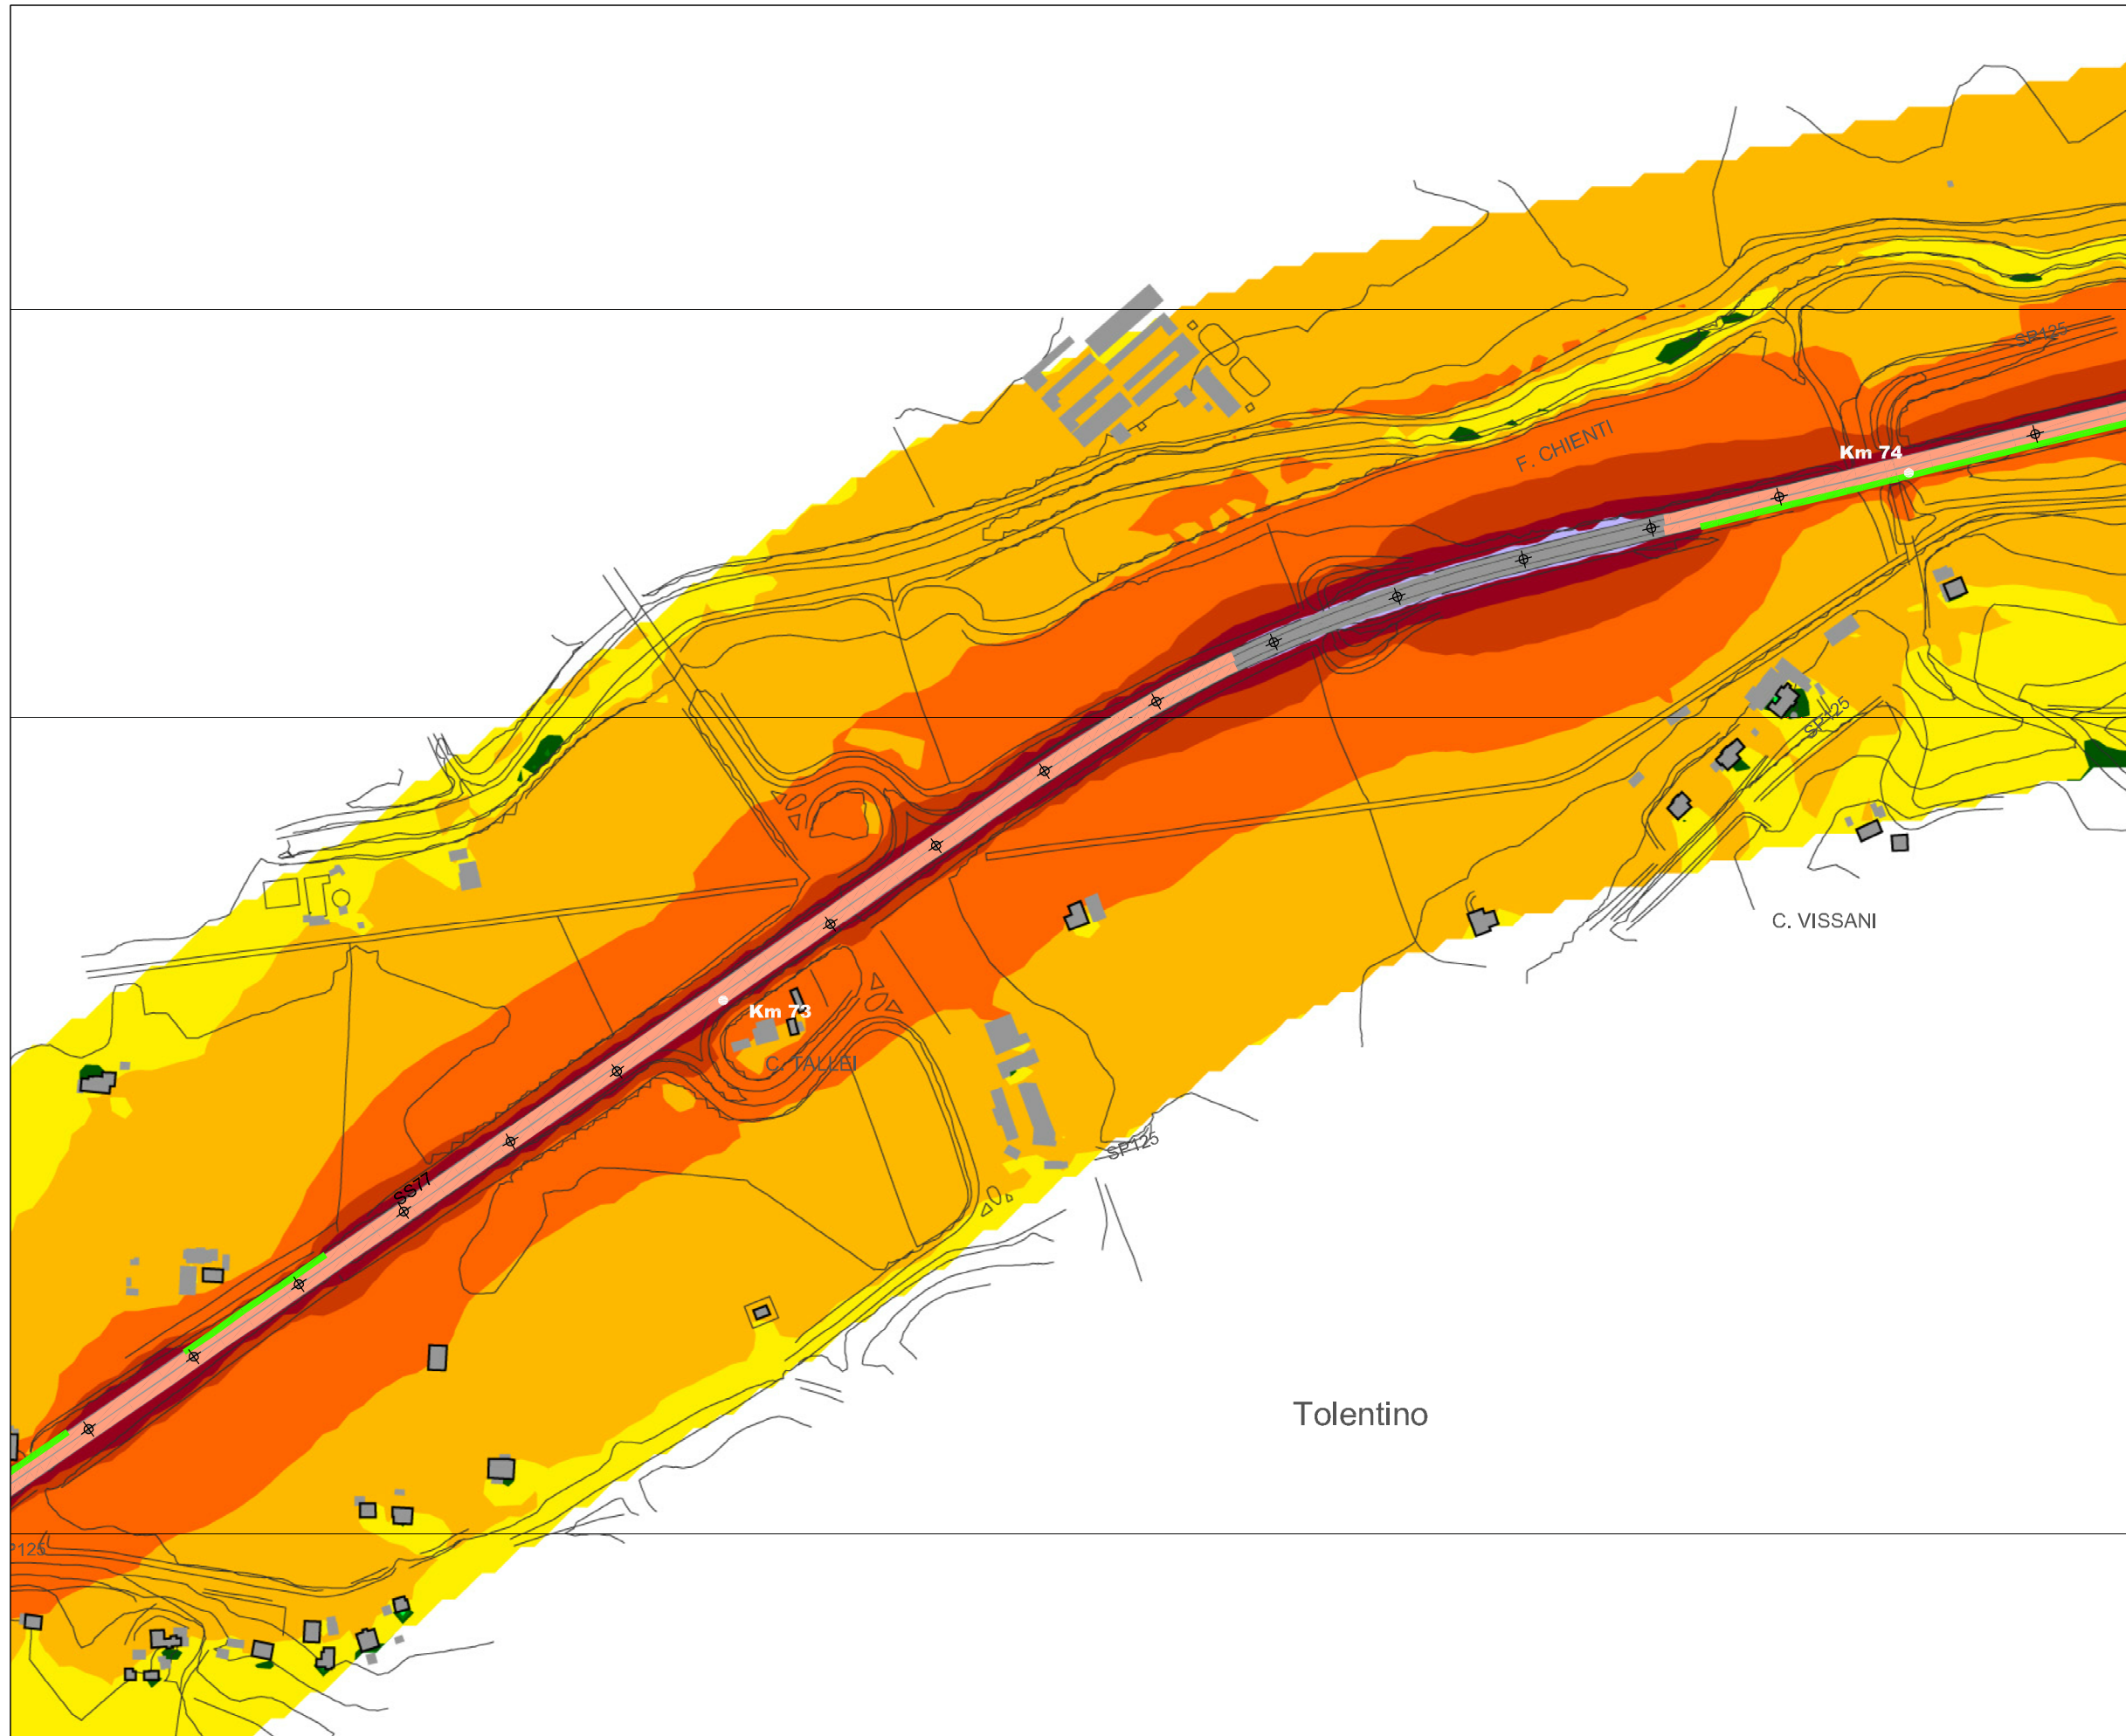 SP125
F. CHIENTI
Km 74
SP125
C. VISSANI
Km 73
C. TALLEI
SP125
SS77
Tolentino
P125